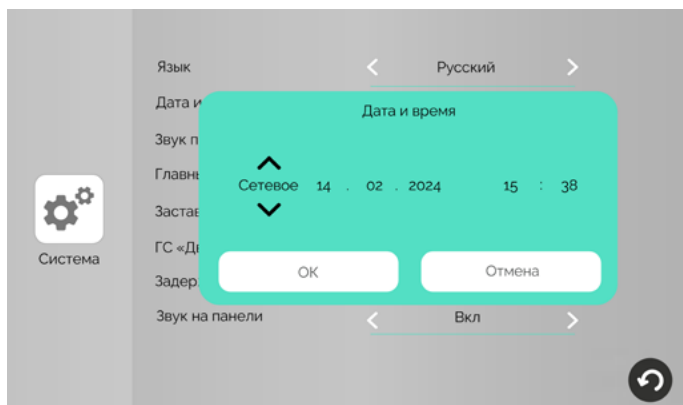 Язык
Русский
Дата и
Дата и время
Звук п
Главн
Сетевое 14 . 02 . 2024 15 : 38
Застав
Система
ГС «Дв
OK
Отмена
Задер
Звук на панели
Вкл